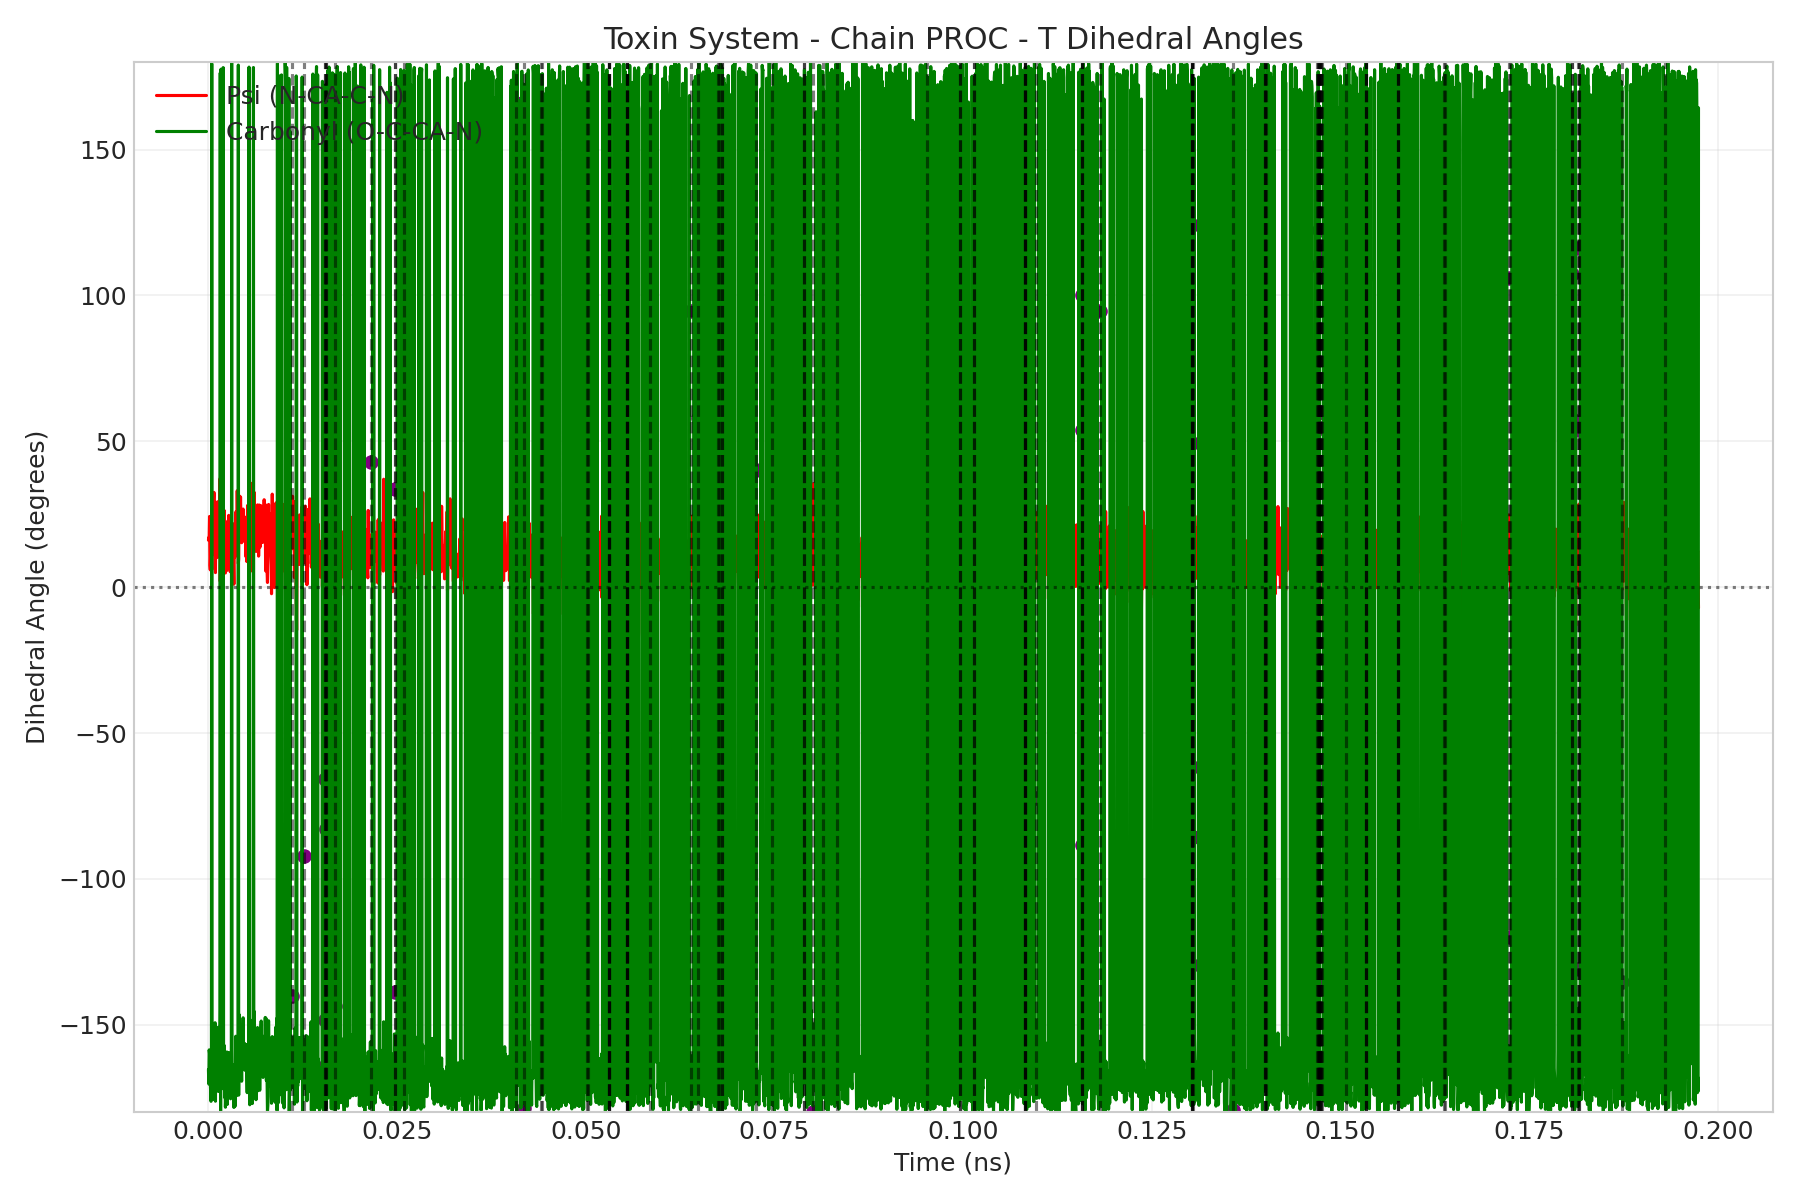 Toxin System - Chain PROC - T Dihedral Angles
Psi (N-CA-C-N)
Carbonyl (O-C-CA-N)
Dihedral Angle (degrees)
150
100
50
0
−50
−100
−150
0.000 0.025 0.050 0.075 0.100 0.125 0.150 0.175 0.200
Time (ns)